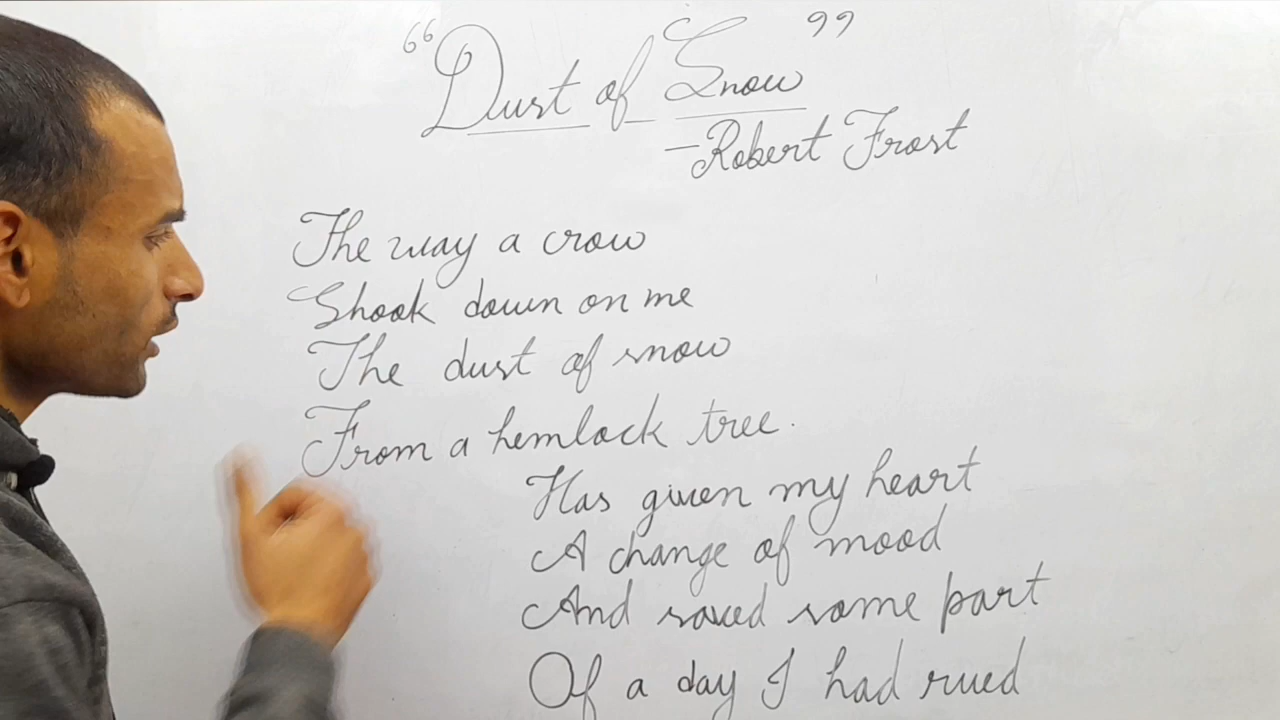 “Dust of Snow”
– Robert Frost
The way a crow
Shook down on me
The dust of snow
From a hemlock tree.
Has given my heart
A change of mood
And saved some part
Of a day I had rued